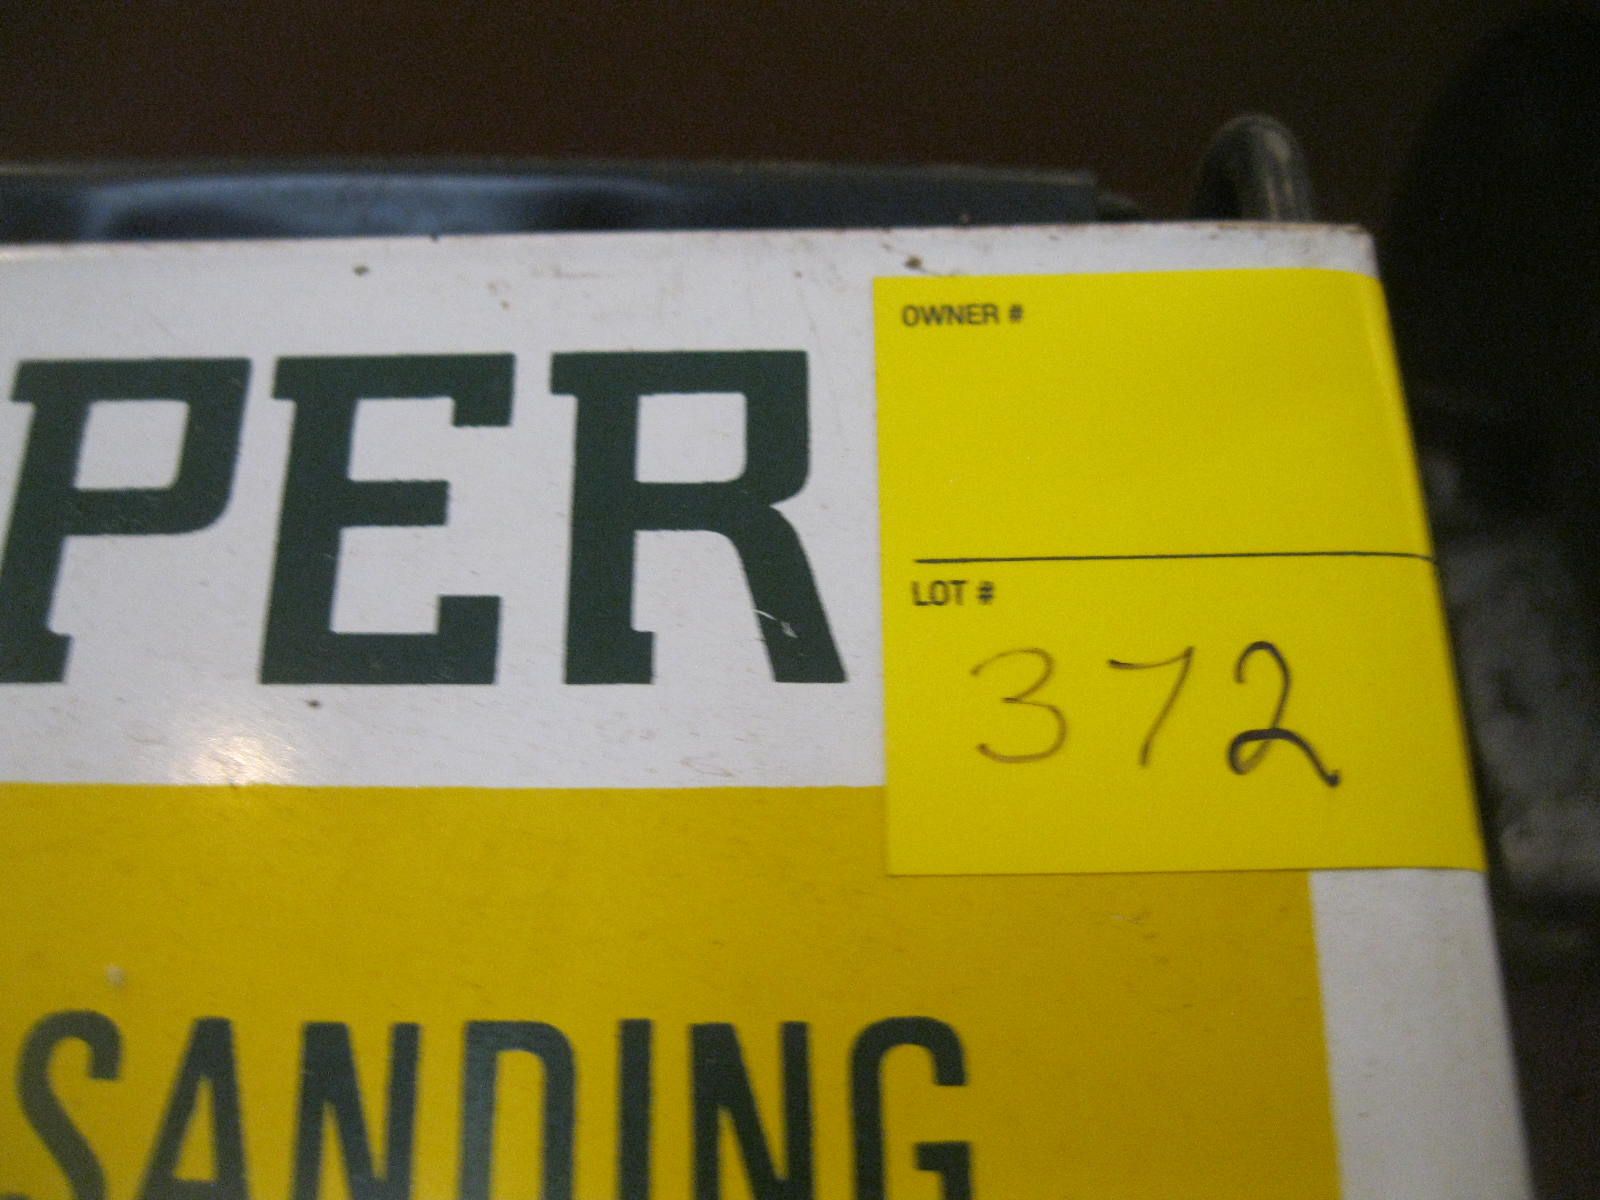 PER
OWNER #
LOT #
372
SANDING